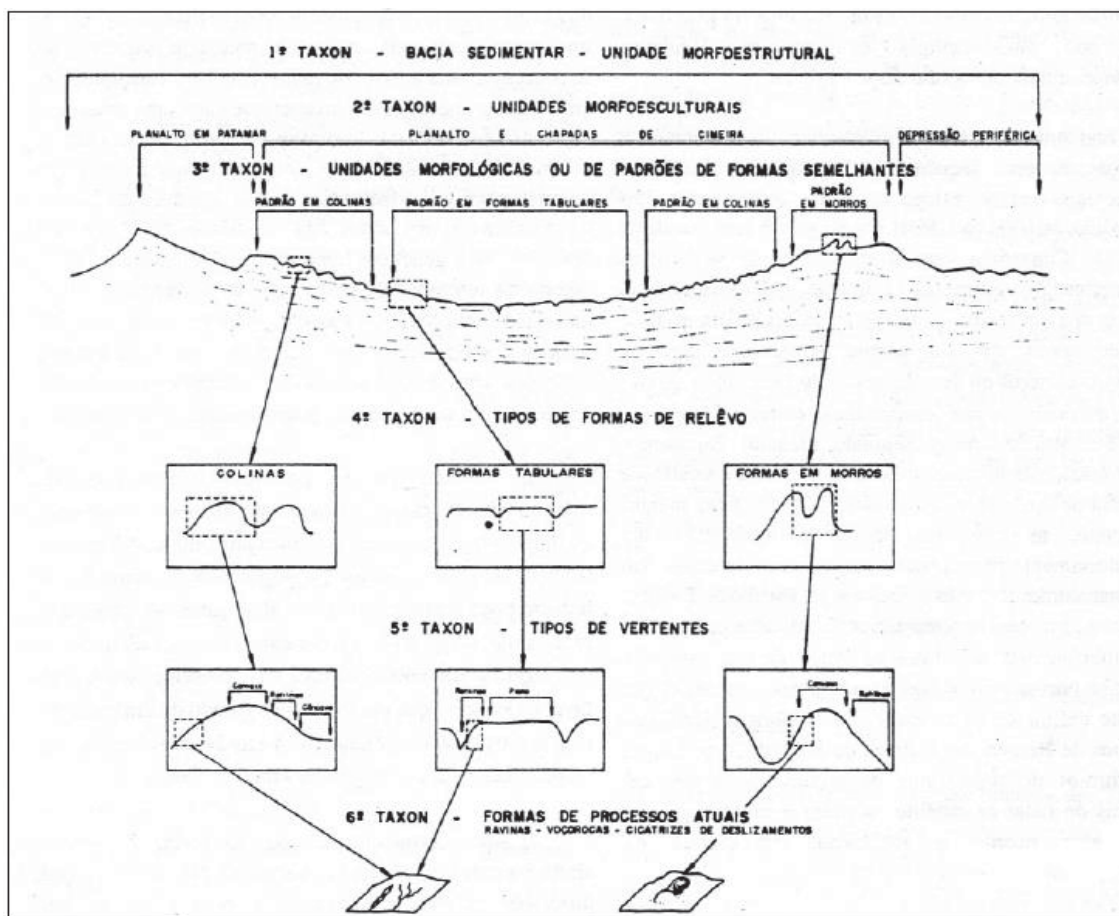 1º TAXON - BACIA SEDIMENTAR - UNIDADE MORFOESTRUTURAL
2º TAXON - UNIDADES MORFOESCULTURAIS
PLANALTO EM PATAMAR
PLANALTO E CHAPADAS DE CIMEIRA
DEPRESSÃO PERIFÉRICA
3º TAXON - UNIDADES MORFOLÓGICAS OU DE PADRÕES DE FORMAS SEMELHANTES
PADRÃO EM COLINAS
PADRÃO EM FORMAS TABULARES
PADRÃO EM COLINAS
PADRÃO
EM MORROS
4º TAXON - TIPOS DE FORMAS DE RELÊVO
COLINAS
FORMAS TABULARES
FORMAS EM MORROS
5º TAXON - TIPOS DE VERTENTES
Convexo
Retilíneo
Côncavo
Plano
Convexo
Retilíneo
6º TAXON - FORMAS DE PROCESSOS ATUAIS
RAVINAS - VOÇOROCAS - CICATRIZES DE DESLIZAMENTOS